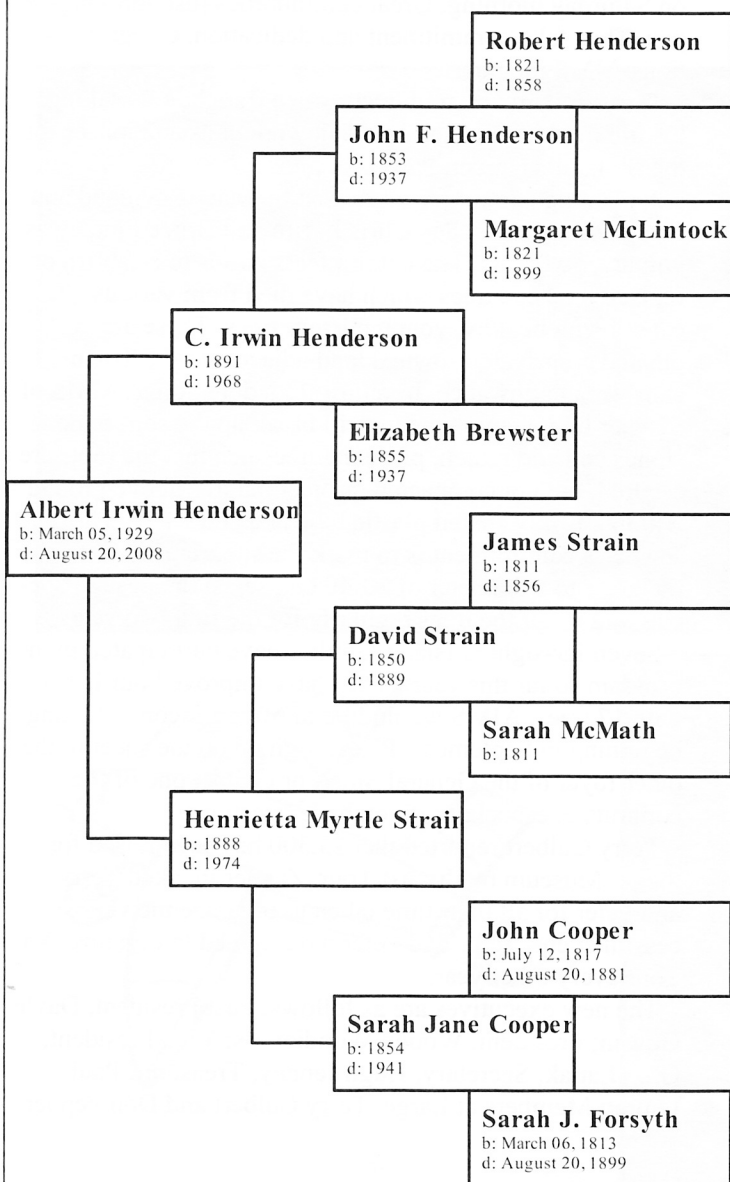 Robert Henderson
b: 1821
d: 1858
John F. Henderson
b: 1853
d: 1937
Margaret McLintock
b: 1821
d: 1899
C. Irwin Henderson
b: 1891
d: 1968
Elizabeth Brewster
b: 1855
d: 1937
Albert Irwin Henderson
b: March 05, 1929
d: August 20, 2008
James Strain
b: 1811
d: 1856
David Strain
b: 1850
d: 1889
Sarah McMath
b: 1811
Henrietta Myrtle Strain
b: 1888
d: 1974
John Cooper
b: July 12, 1817
d: August 20, 1881
Sarah Jane Cooper
b: 1854
d: 1941
Sarah J. Forsyth
b: March 06, 1813
d: August 20, 1899